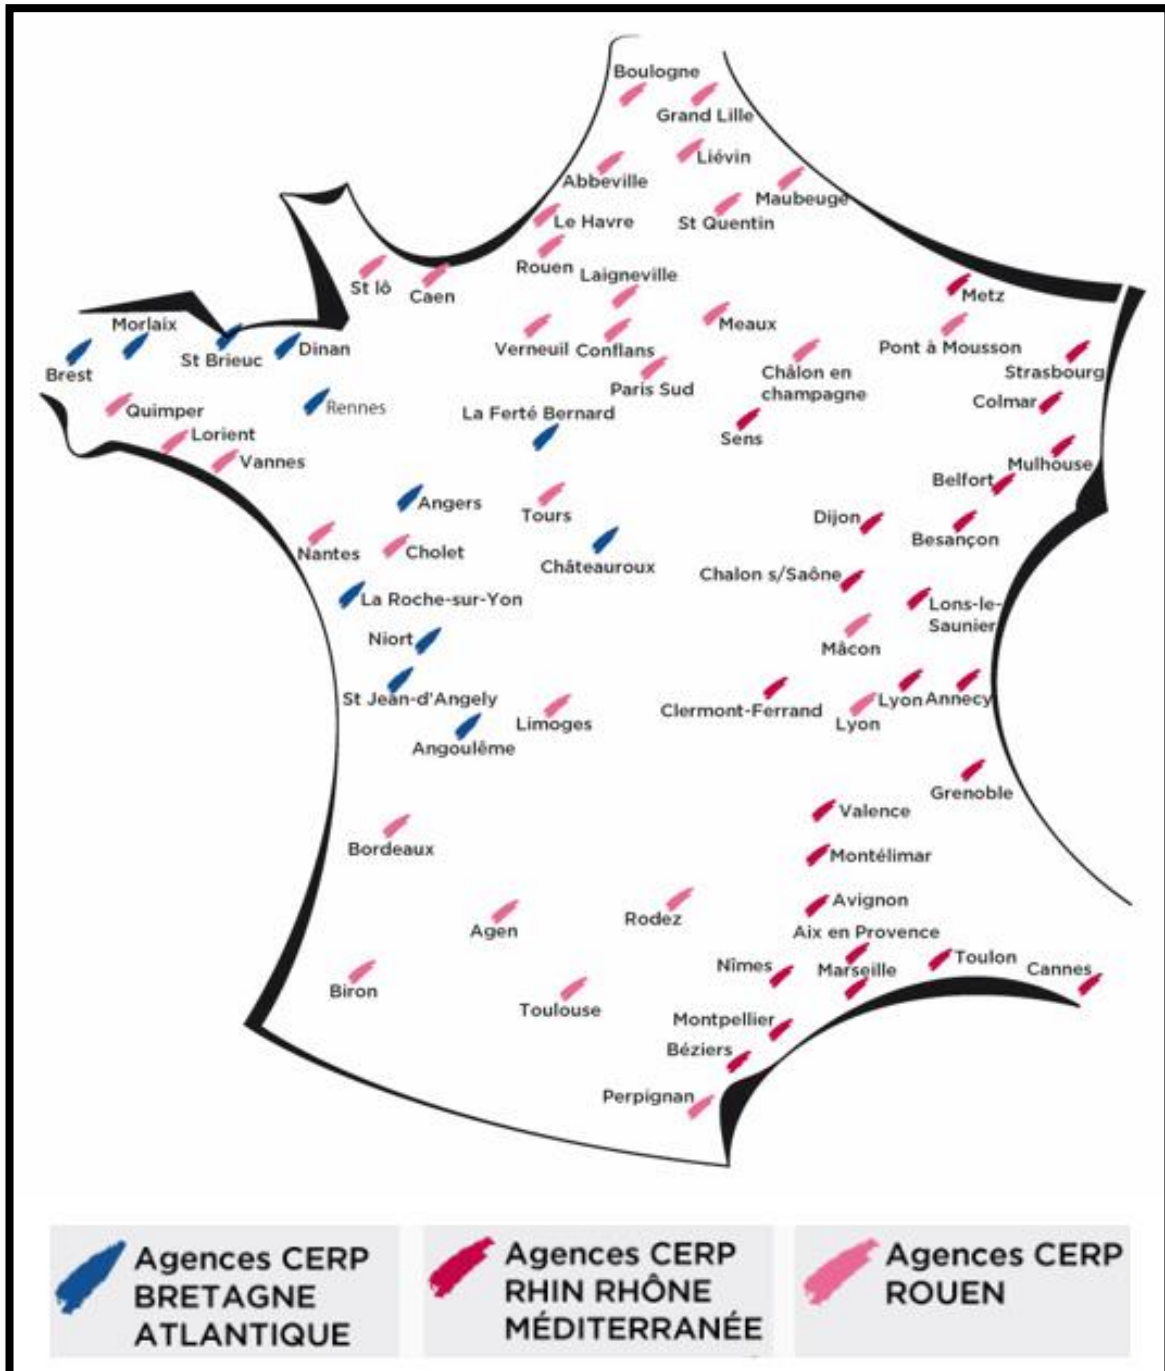 Boulogne
Grand Lille
Liévin
Abbeville
Maubeuge
Le Havre
St Quentin
Rouen
Laigneville
St lô
Caen
Metz
Morlaix
St Brieuc
Dinan
Verneuil
Conflans
Meaux
Pont à Mousson
Brest
Paris Sud
Châlon en
champagne
Strasbourg
Quimper
Rennes
La Ferté Bernard
Colmar
Lorient
Sens
Vannes
Mulhouse
Belfort
Angers
Tours
Dijon
Besançon
Nantes
Cholet
Châteauroux
Chalon s/Saône
La Roche-sur-Yon
Lons-le-
Saunier
Niort
Mâcon
St Jean-d'Angely
Limoges
Clermont-Ferrand
Lyon
Annecy
Lyon
Angoulême
Grenoble
Valence
Bordeaux
Montélimar
Avignon
Agen
Rodez
Aix en Provence
Nîmes
Marseille
Toulon
Cannes
Biron
Toulouse
Montpellier
Béziers
Perpignan
Agences CERP
BRETAGNE
ATLANTIQUE
Agences CERP
RHIN RHÔNE
MÉDITERRANÉE
Agences CERP
ROUEN